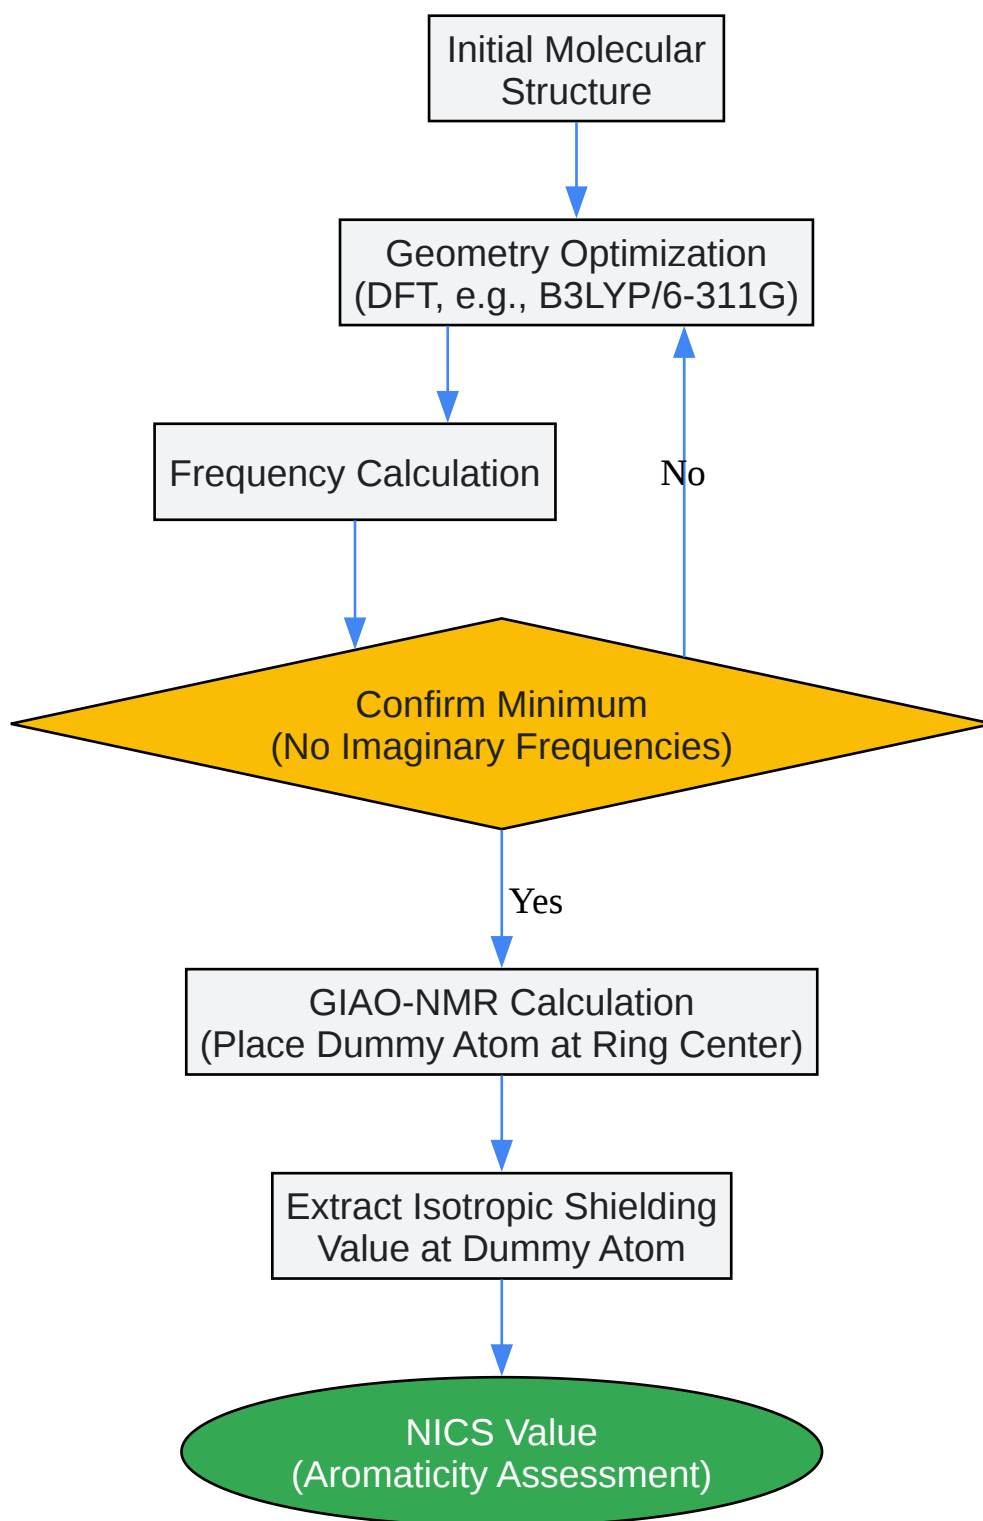 Initial Molecular
Structure
Geometry Optimization
(DFT, e.g., B3LYP/6-311G)
Frequency Calculation
No
Confirm Minimum
(No Imaginary Frequencies)
Yes
GIAO-NMR Calculation
(Place Dummy Atom at Ring Center)
Extract Isotropic Shielding
Value at Dummy Atom
NICS Value
(Aromaticity Assessment)